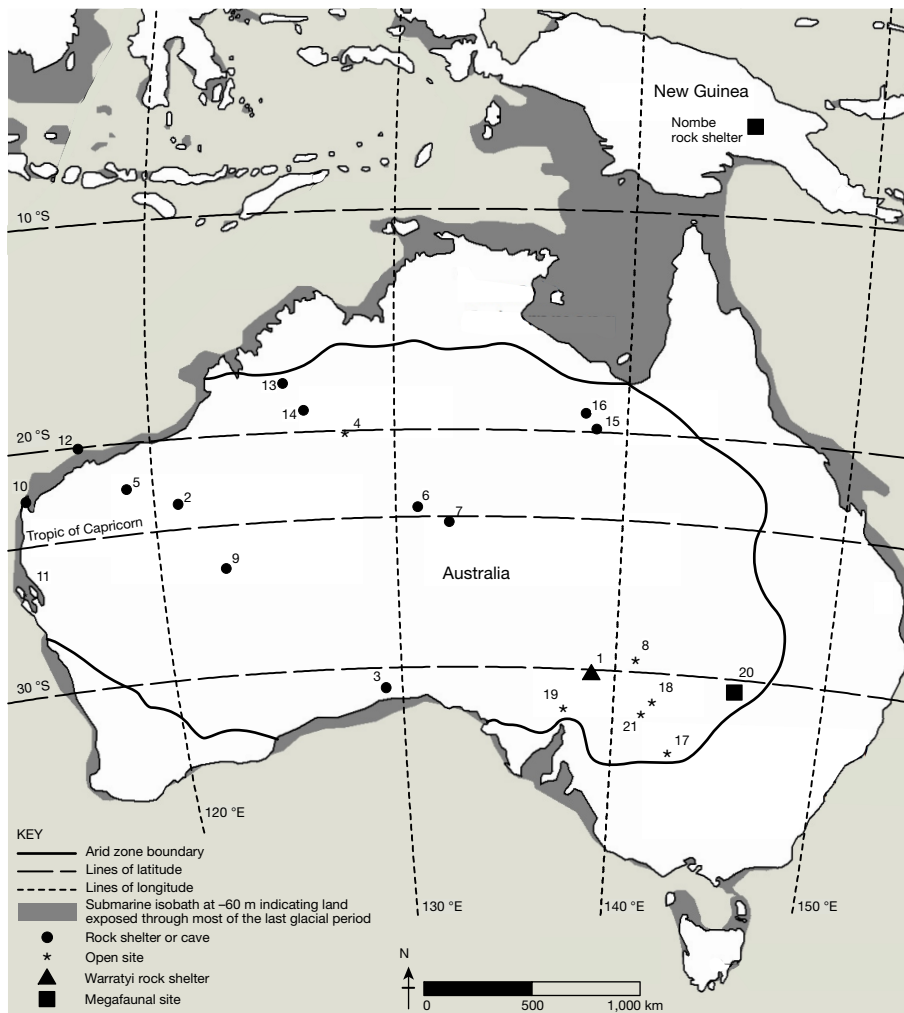 New Guinea
Nombe
rock shelter
10 °S
13
14
4
16
15
20 °S
12
10
5
2
6
7
Tropic of Capricorn
9
11
Australia
8
1
20
3
18
19
30 °S
21
17
120 °E
KEY
Arid zone boundary
Lines of latitude
Lines of longitude
Submarine isobath at –60 m indicating land
exposed through most of the last glacial period
130 °E
140 °E
150 °E
Rock shelter or cave
Open site
N
Warratyi rock shelter
Megafaunal site
0 500 1,000 km